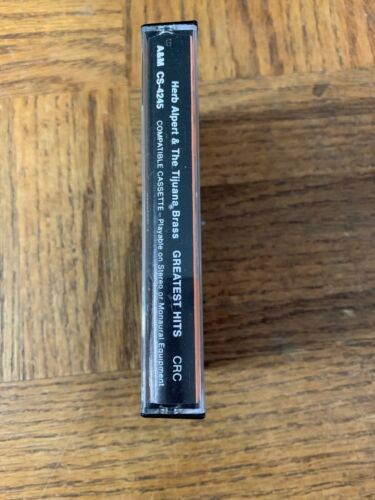 Herb Alpert & The Tijuana Brass GREATEST HITS CRC
A&M CS-4245 COMPATIBLE CASSETTE – Playable on Stereo or Monaural Equipment